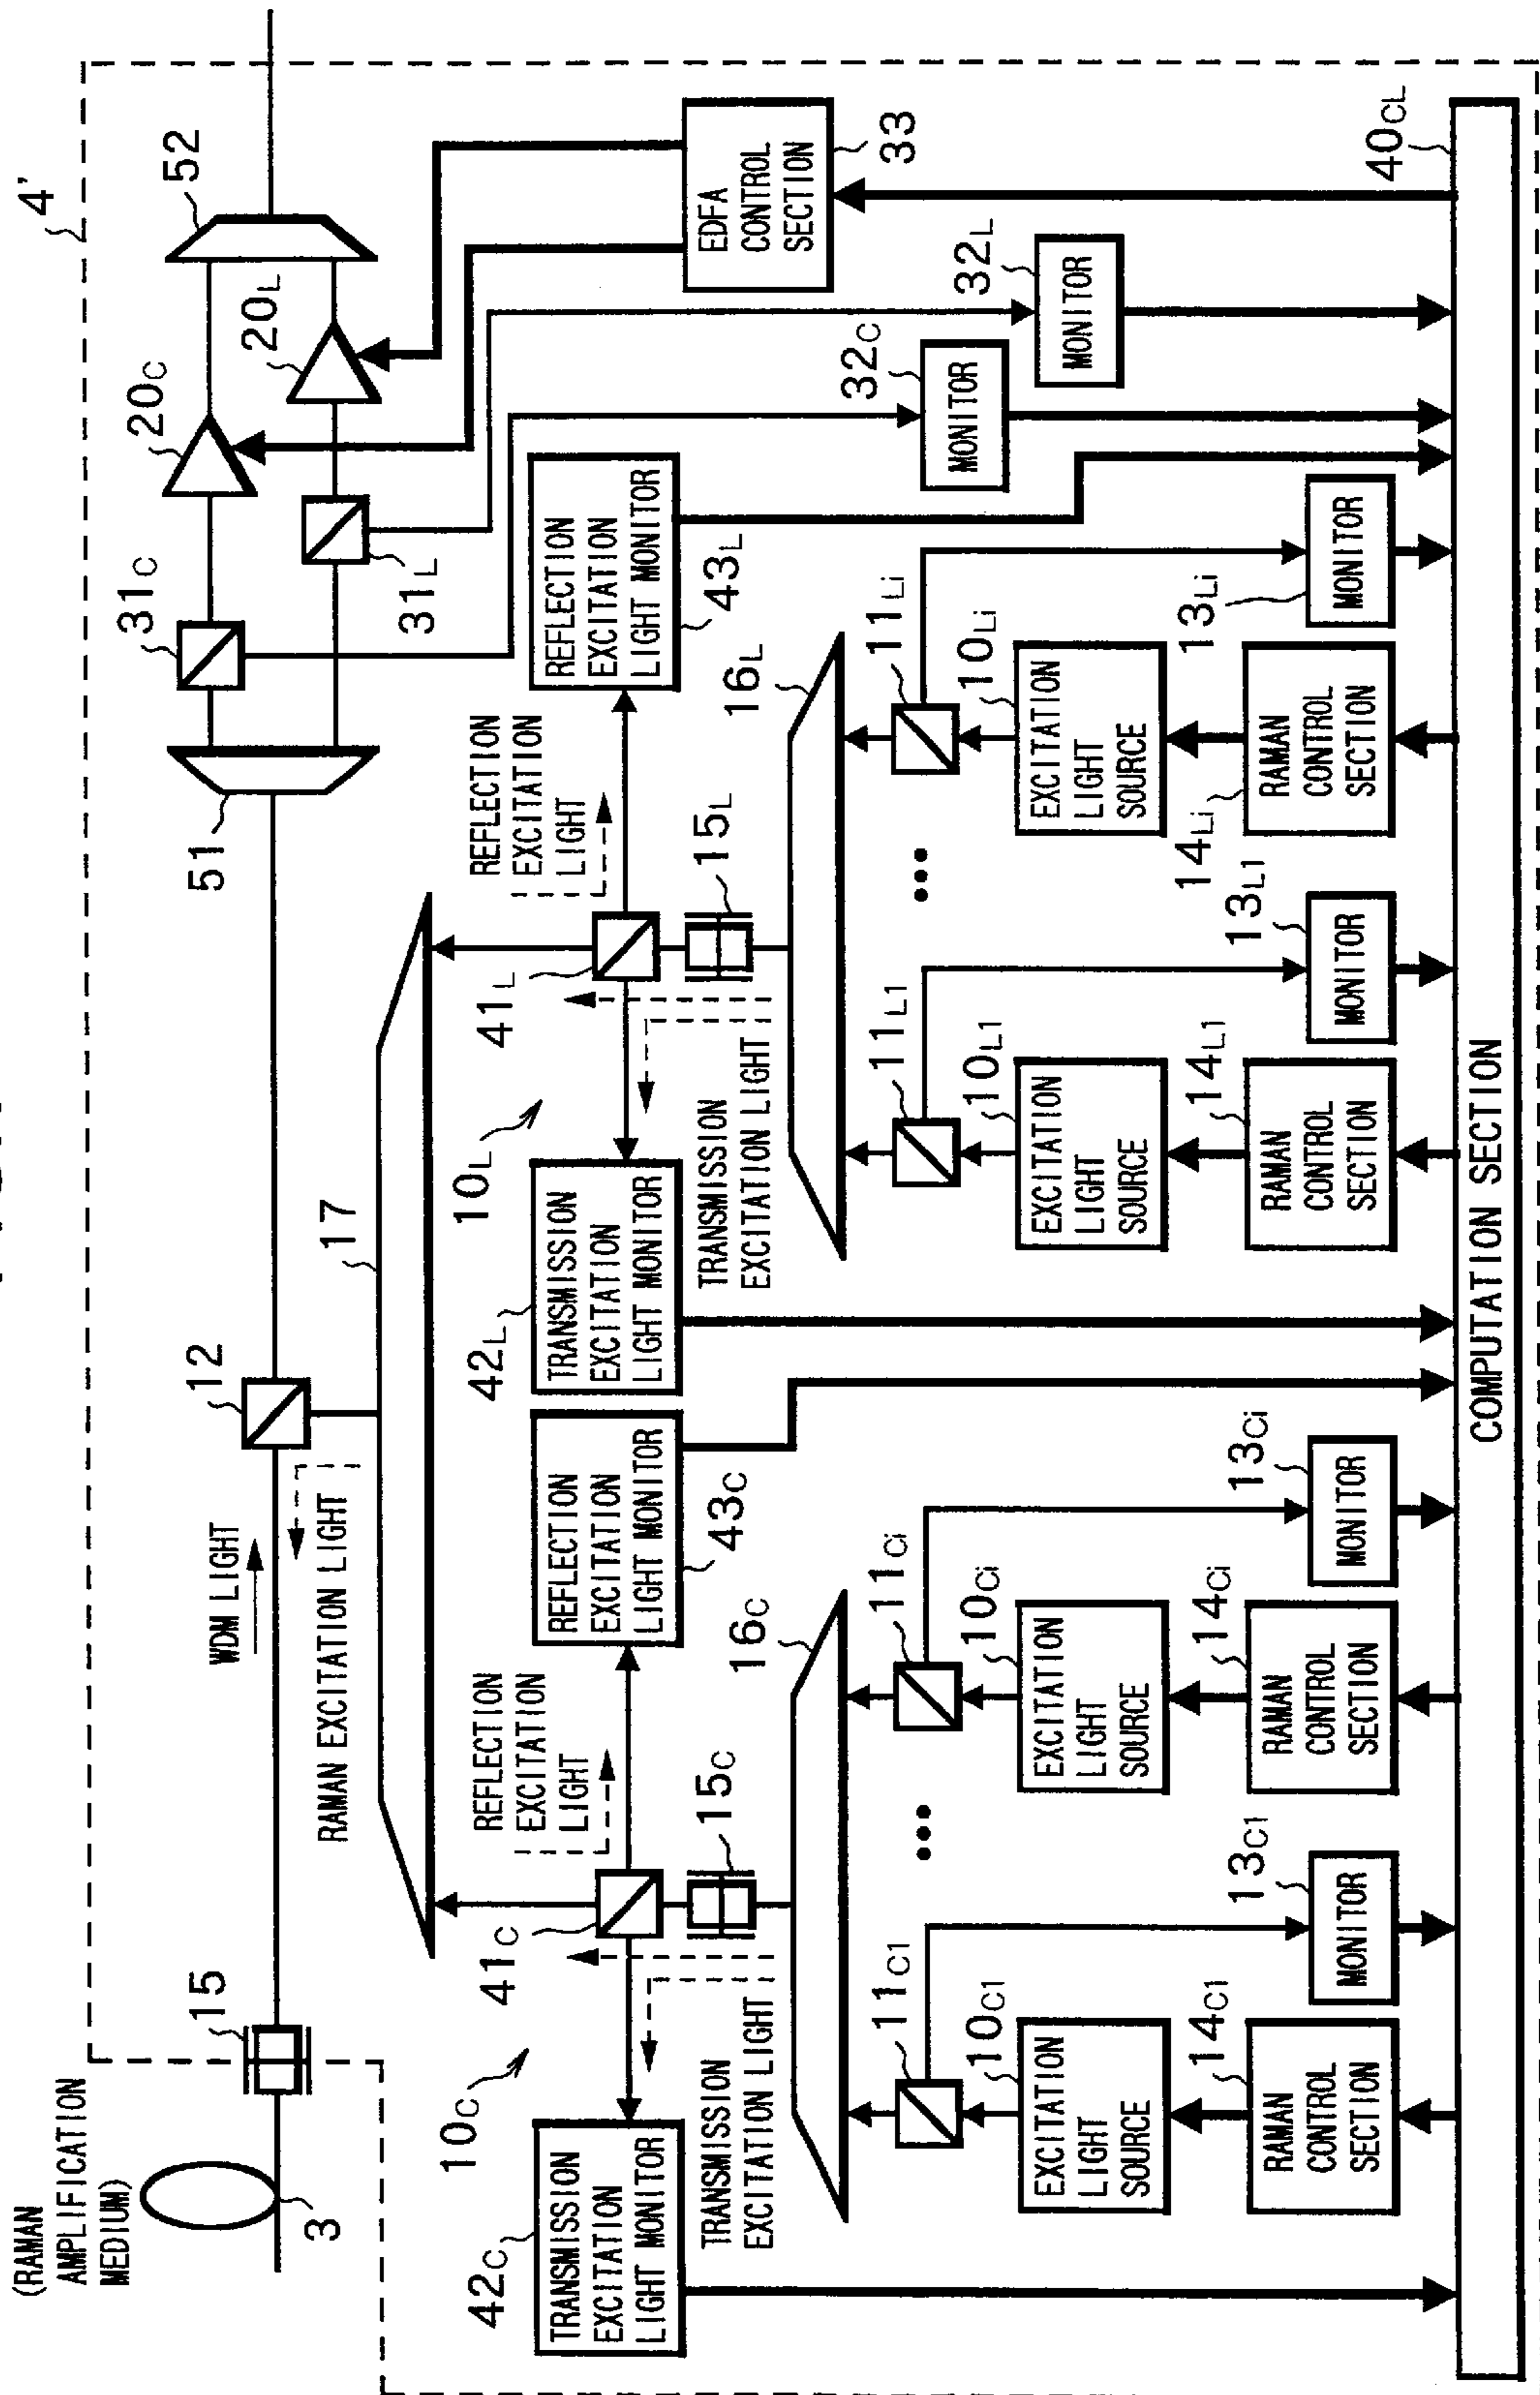 4'
(RAMAN
AMPLIFICATION
MEDIUM)
3
15
WDM LIGHT
RAMAN EXCITATION LIGHT
12
17
51
31C
31L
20C
20L
52
10C
42C
TRANSMISSION
EXCITATION
LIGHT MONITOR
41C
REFLECTION
EXCITATION
LIGHT
REFLECTION
EXCITATION
LIGHT MONITOR
43C
TRANSMISSION
EXCITATION LIGHT
15C
16C
10L
42L
TRANSMISSION
EXCITATION
LIGHT MONITOR
41L
REFLECTION
EXCITATION
LIGHT
REFLECTION
EXCITATION
LIGHT MONITOR
43L
TRANSMISSION
EXCITATION LIGHT
15L
16L
EDFA
CONTROL
SECTION
33
32C
MONITOR
32L
MONITOR
11C1
10C1
EXCITATION
LIGHT
SOURCE
14C1
RAMAN
CONTROL
SECTION
13C1
MONITOR
•••
11Ci
10Ci
EXCITATION
LIGHT
SOURCE
14Ci
RAMAN
CONTROL
SECTION
13Ci
MONITOR
11L1
10L1
EXCITATION
LIGHT
SOURCE
14L1
RAMAN
CONTROL
SECTION
13L1
MONITOR
•••
11Li
10Li
EXCITATION
LIGHT
SOURCE
14Li
RAMAN
CONTROL
SECTION
13Li
MONITOR
40CL
COMPUTATION SECTION